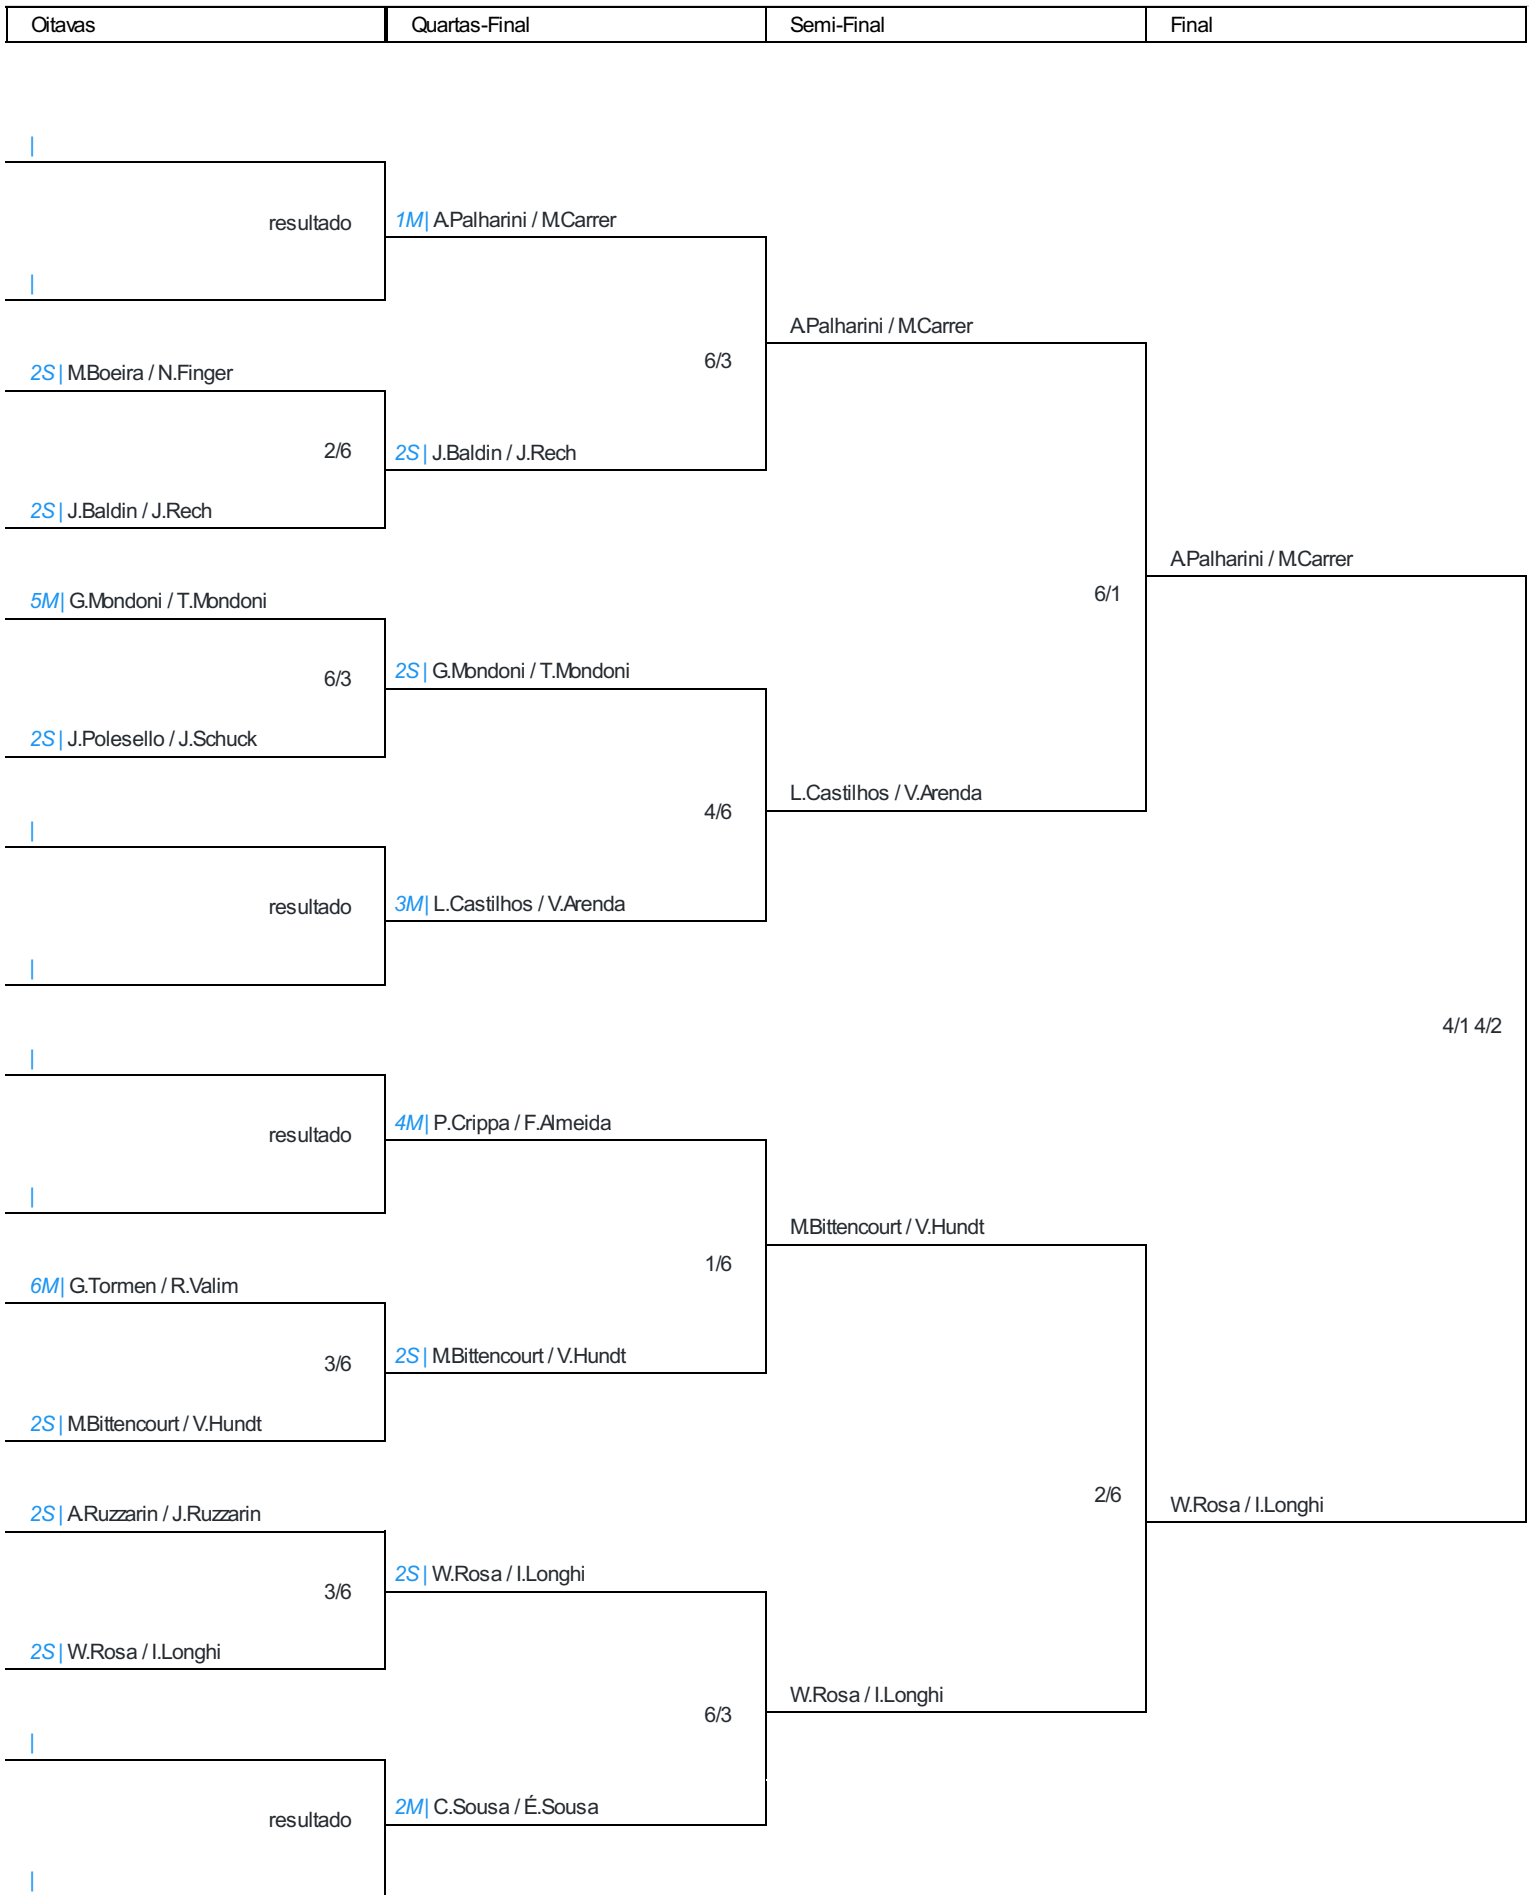 Oitavas Quartas-Final Semi-Final Final
|
resultado
1M| A.Palharini / M.Carrer
|
A.Palharini / M.Carrer
6/3
2S| M.Boeira / N.Finger
2/6
2S| J.Baldin / J.Rech
2S| J.Baldin / J.Rech
A.Palharini / M.Carrer
6/1
5M| G.Mondoni / T.Mondoni
6/3
2S| G.Mondoni / T.Mondoni
2S| J.Polesello / J.Schuck
L.Castilhos / V.Arenda
4/6
|
resultado
3M| L.Castilhos / V.Arenda
|
4/1 4/2
|
resultado
4M| P.Crippa / F.Almeida
|
M.Bittencourt / V.Hundt
1/6
6M| G.Tormen / R.Valim
3/6
2S| M.Bittencourt / V.Hundt
2S| M.Bittencourt / V.Hundt
2/6
W.Rosa / I.Longhi
2S| A.Ruzzarin / J.Ruzzarin
3/6
2S| W.Rosa / I.Longhi
2S| W.Rosa / I.Longhi
W.Rosa / I.Longhi
6/3
|
resultado
2M| C.Sousa / É.Sousa
|